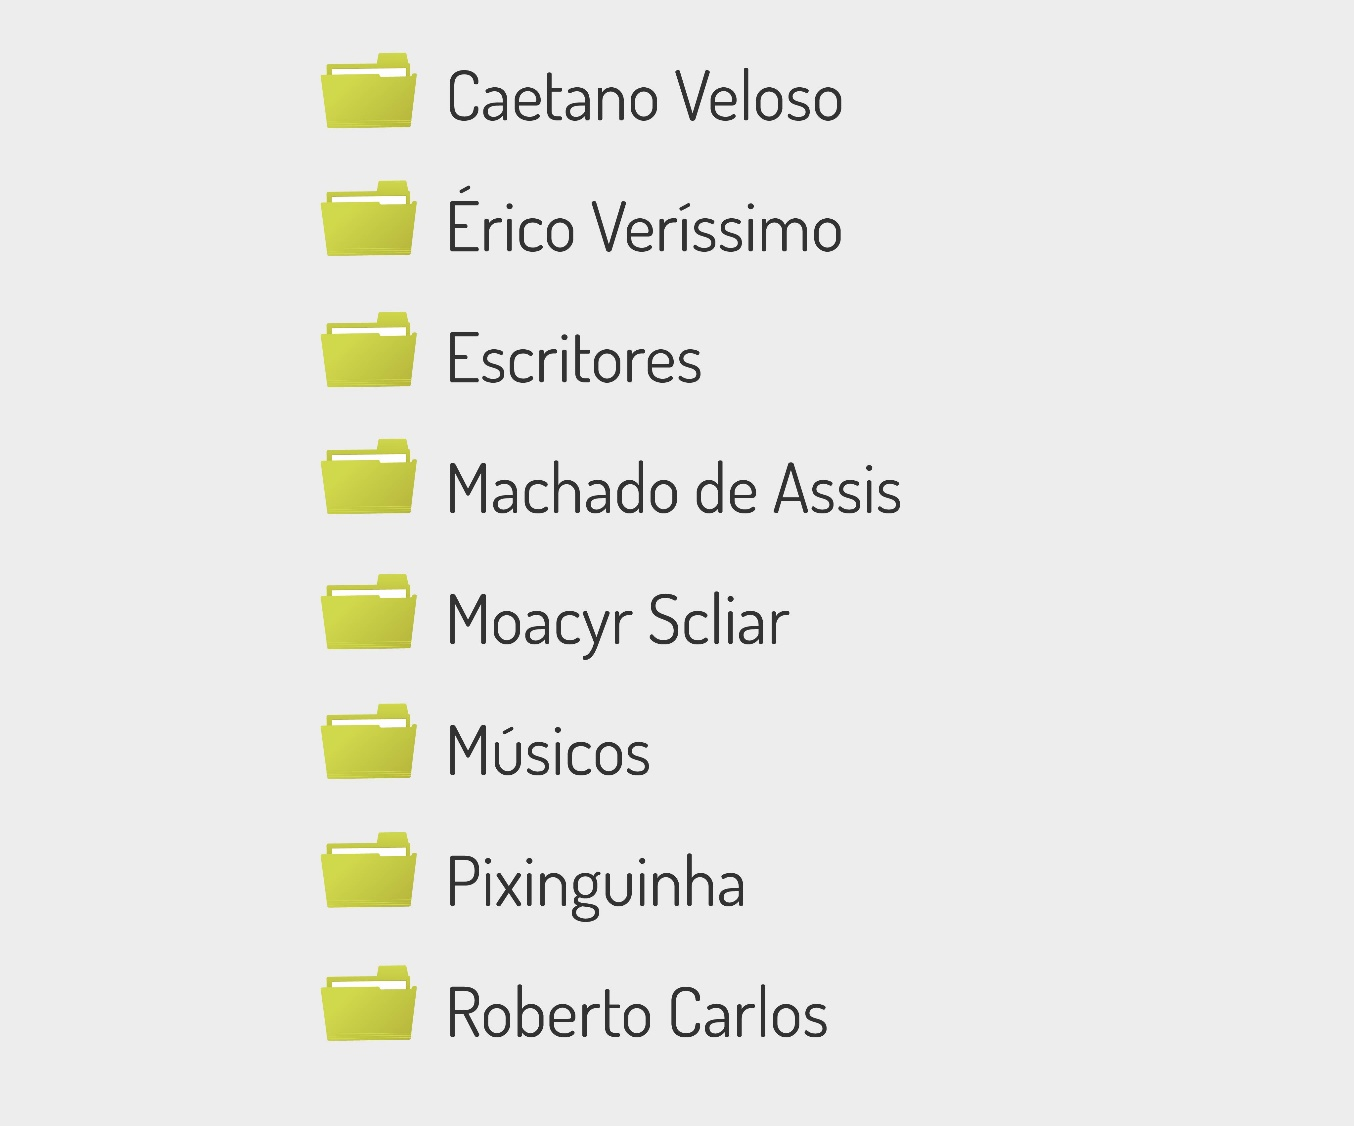 Caetano Veloso
Érico Veríssimo
Escritores
Machado de Assis
Moacyr Scliar
Músicos
Pixinguinha
Roberto Carlos